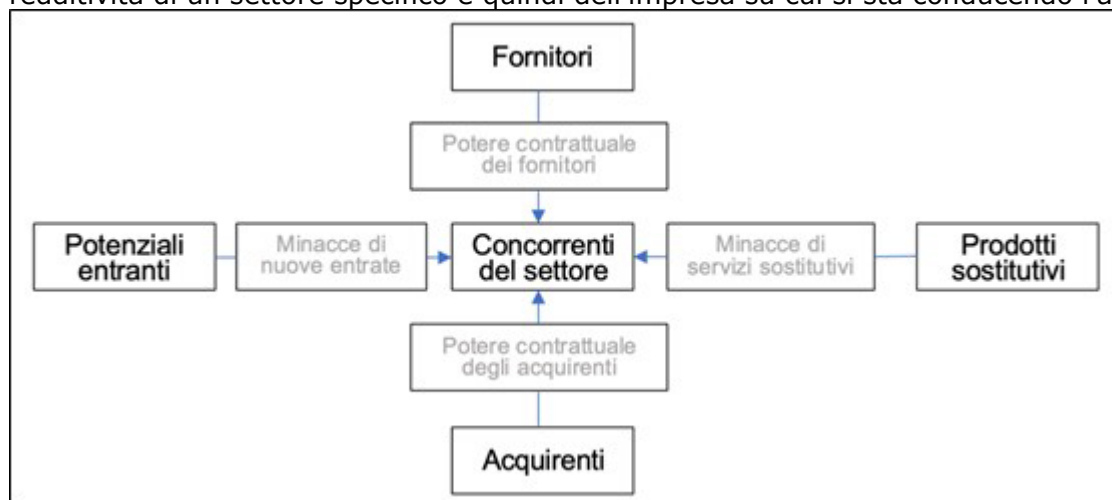 redditività di un settore specifico e quindi dell'impresa su cui si sta conducendo l'a
Fornitori
Potere contrattuale
dei fornitori
Potenziali
entranti
Minacce di
nuove entrate
Concorrenti
del settore
Minacce di
servizi sostitutivi
Prodotti
sostitutivi
Potere contrattuale
degli acquirenti
Acquirenti